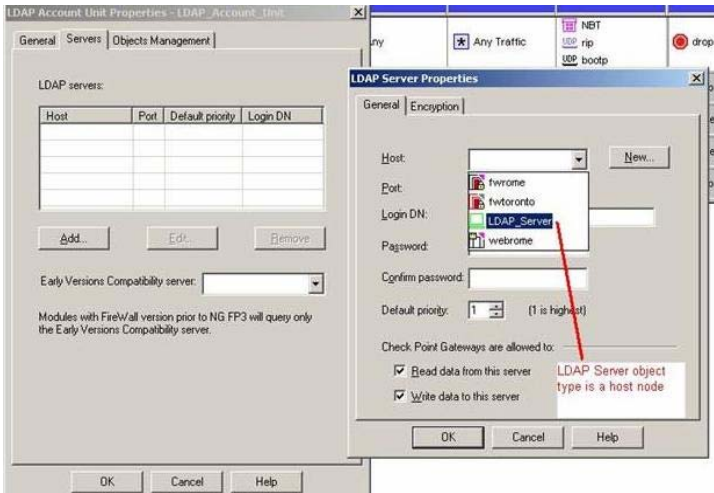 LDAP Account Unit Properties - LDAP_Account_Unit
General Servers Objects Management
LDAP servers:
Host Port Default priority Login DN
Add... Edit... Remove
Early Versions Compatibility server:
Modules with FireWall version prior to NG FP3 will query only
the Early Versions Compatibility server.
OK Cancel Help
Any Traffic
NBT
UDP rip
UDP bootp
drop
LDAP Server Properties
General Encryption
Host: New...
fwrome
fwtoronto
LDAP_Server
webrome
Port:
Login DN:
Password:
Confirm password:
Default priority: 1 (1 is highest)
Check Point Gateways are allowed to:
Read data from this server
Write data to this server
LDAP Server object
type is a host node
OK Cancel Help